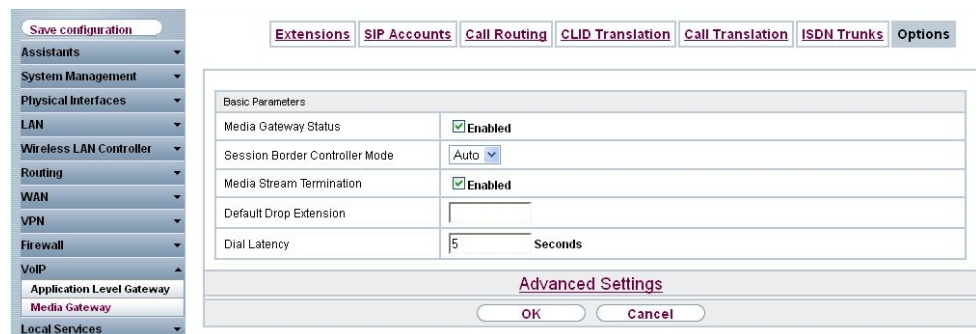 Save configuration
Assistants
System Management
Physical Interfaces
LAN
Wireless LAN Controller
Routing
WAN
VPN
Firewall
VoIP
Application Level Gateway
Media Gateway
Local Services
Extensions SIP Accounts Call Routing CLID Translation Call Translation ISDN Trunks Options
Basic Parameters
Media Gateway Status Enabled
Session Border Controller Mode Auto
Media Stream Termination Enabled
Default Drop Extension
Dial Latency 5 Seconds
Advanced Settings
OK Cancel